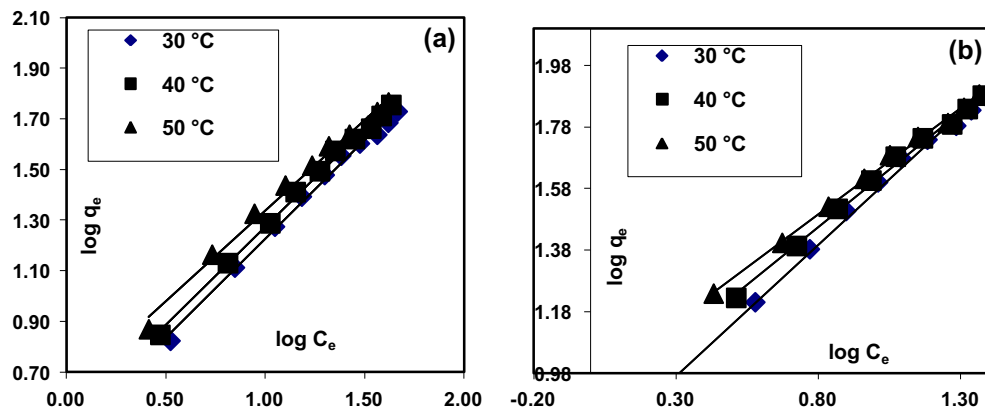 (a)
2.10
1.90
1.70
1.50
1.30
1.10
0.90
0.70
log qe
30 °C
40 °C
50 °C
log Ce
0.00 0.50 1.00 1.50 2.00
(b)
1.98
1.78
1.58
1.38
1.18
0.98
log qe
30 °C
40 °C
50 °C
log Ce
-0.20 0.30 0.80 1.30